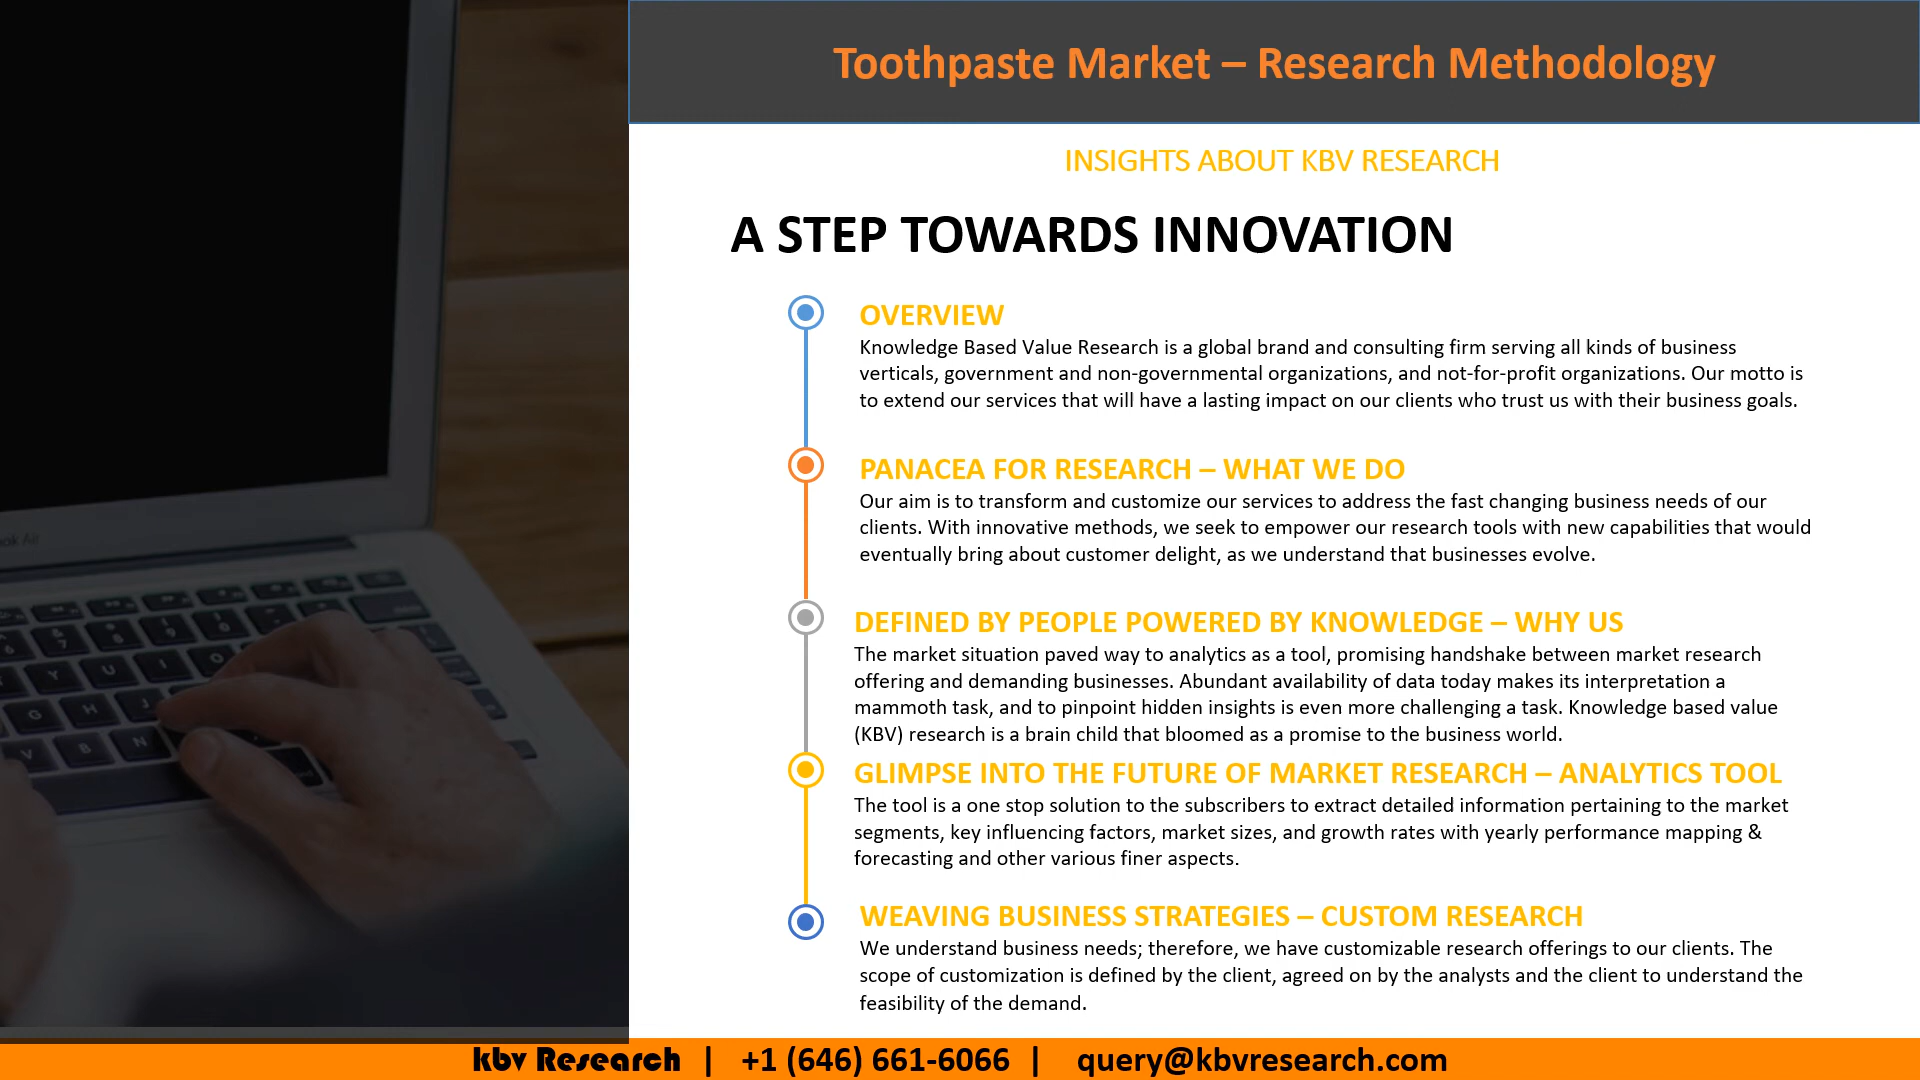 Toothpaste Market – Research Methodology
INSIGHTS ABOUT KBV RESEARCH
A STEP TOWARDS INNOVATION
OVERVIEW
Knowledge Based Value Research is a global brand and consulting firm serving all kinds of business
verticals, government and non-governmental organizations, and not-for-profit organizations. Our motto is
to extend our services that will have a lasting impact on our clients who trust us with their business goals.
PANACEA FOR RESEARCH – WHAT WE DO
Our aim is to transform and customize our services to address the fast changing business needs of our
clients. With innovative methods, we seek to empower our research tools with new capabilities that would
eventually bring about customer delight, as we understand that businesses evolve.
DEFINED BY PEOPLE POWERED BY KNOWLEDGE – WHY US
The market situation paved way to analytics as a tool, promising handshake between market research
offering and demanding businesses. Abundant availability of data today makes its interpretation a
mammoth task, and to pinpoint hidden insights is even more challenging a task. Knowledge based value
(KBV) research is a brain child that bloomed as a promise to the business world.
GLIMPSE INTO THE FUTURE OF MARKET RESEARCH – ANALYTICS TOOL
The tool is a one stop solution to the subscribers to extract detailed information pertaining to the market
segments, key influencing factors, market sizes, and growth rates with yearly performance mapping &
forecasting and other various finer aspects.
WEAVING BUSINESS STRATEGIES – CUSTOM RESEARCH
We understand business needs; therefore, we have customizable research offerings to our clients. The
scope of customization is defined by the client, agreed on by the analysts and the client to understand the
feasibility of the demand.
kbv Research | +1 (646) 661-6066 | query@kbvresearch.com